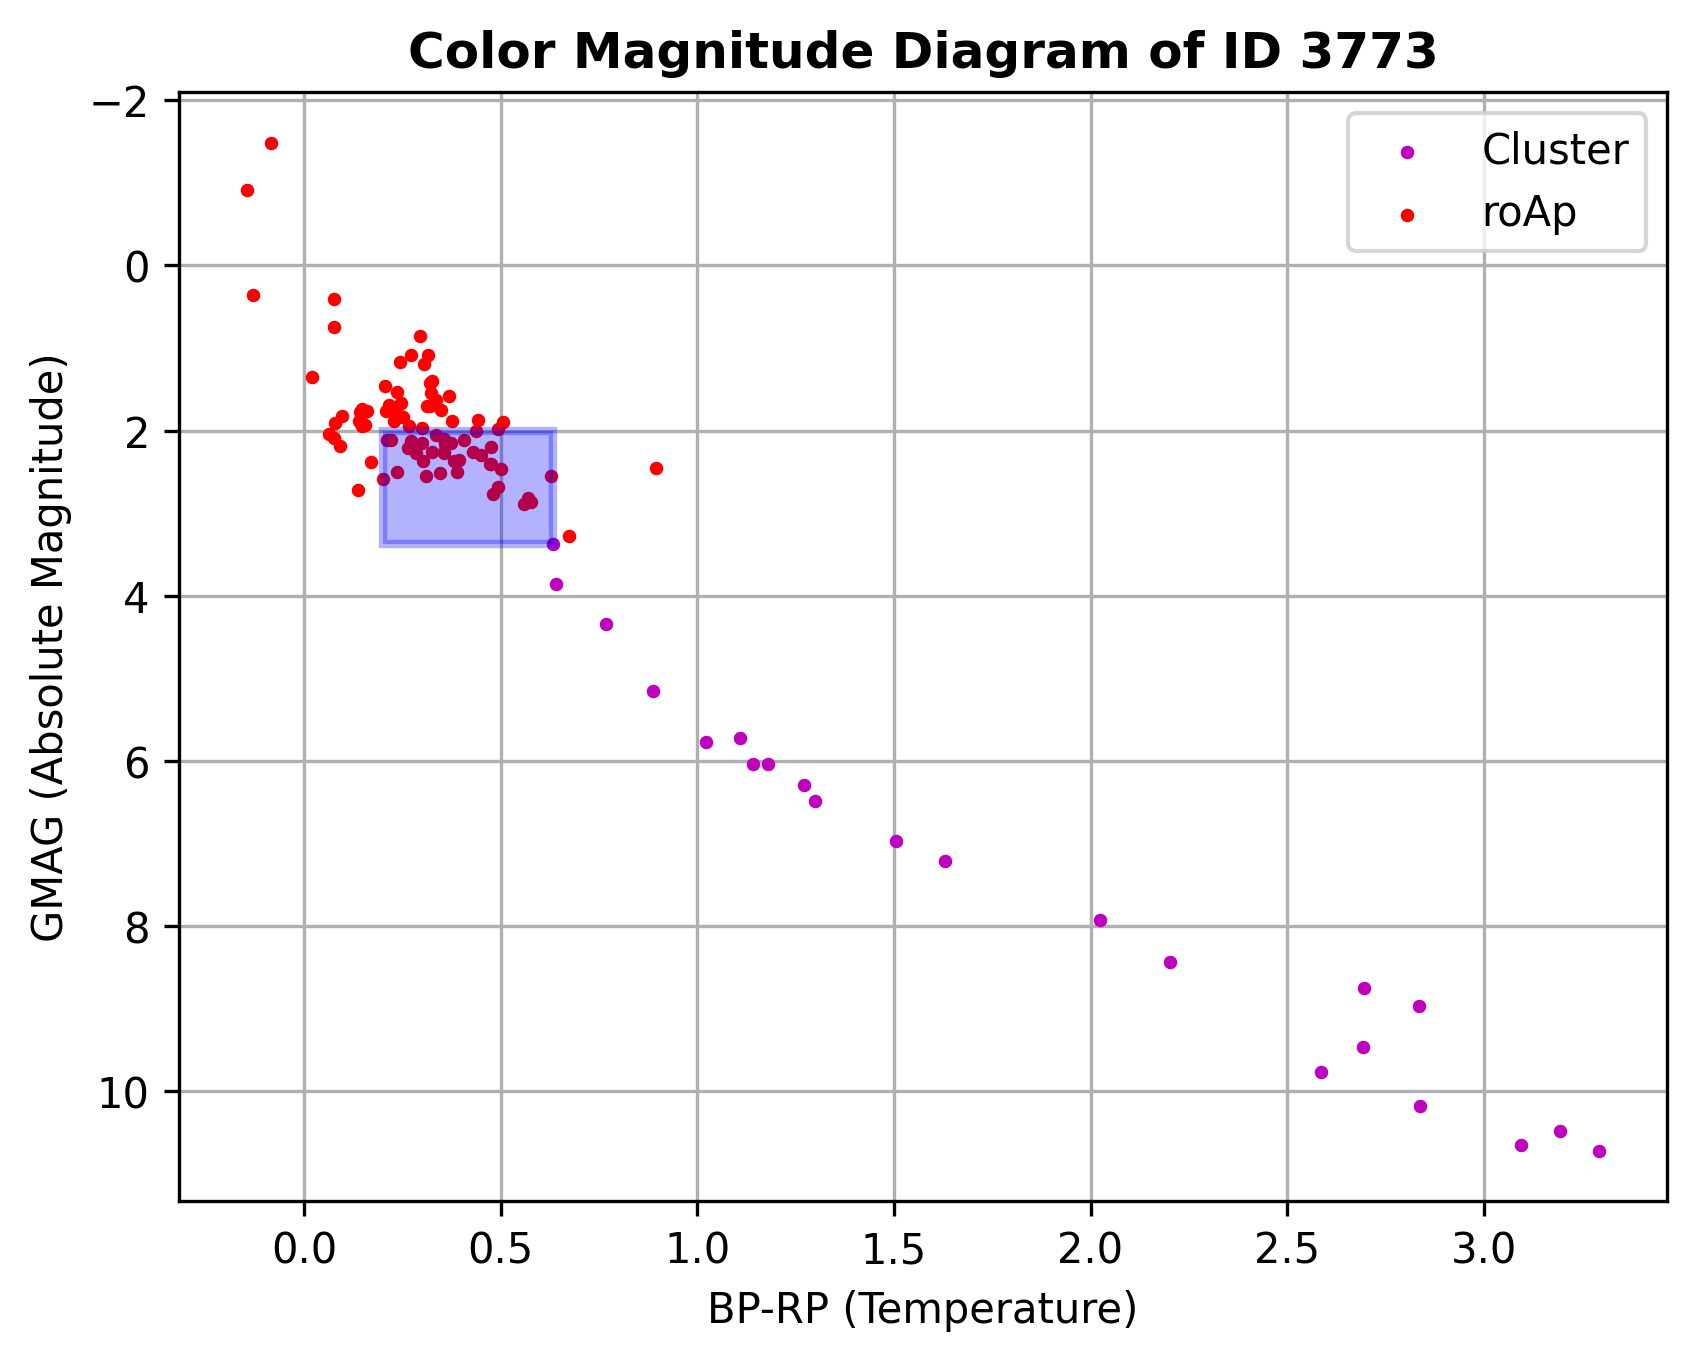 Color Magnitude Diagram of ID 3773
Cluster
roAp
GMAG (Absolute Magnitude)
−2
0
2
4
6
8
10
0.0 0.5 1.0 1.5 2.0 2.5 3.0
BP-RP (Temperature)